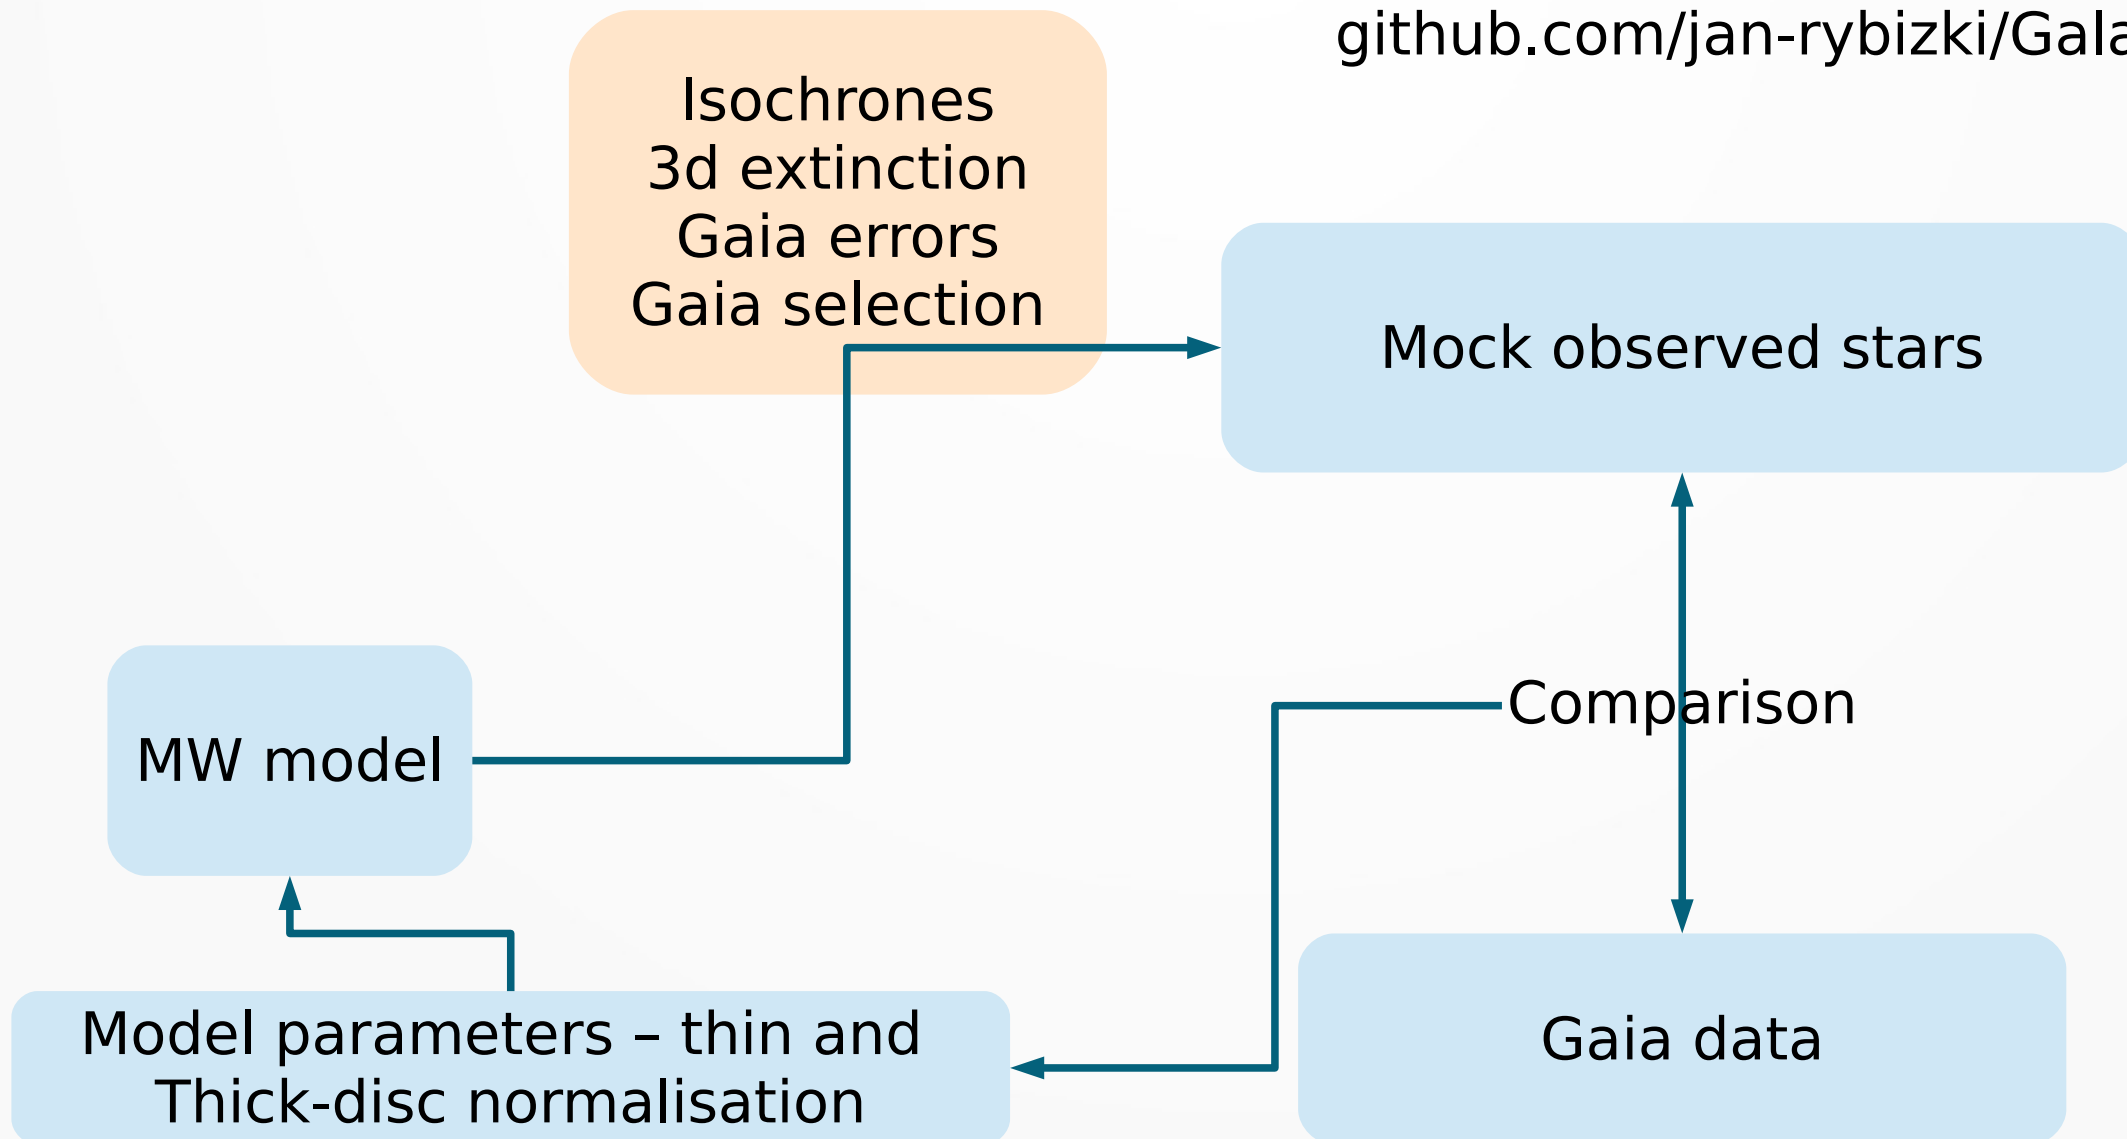 github.com/jan-rybizki/Gala
Isochrones
3d extinction
Gaia errors
Gaia selection
Mock observed stars
Comparison
MW model
Model parameters – thin and
Thick-disc normalisation
Gaia data